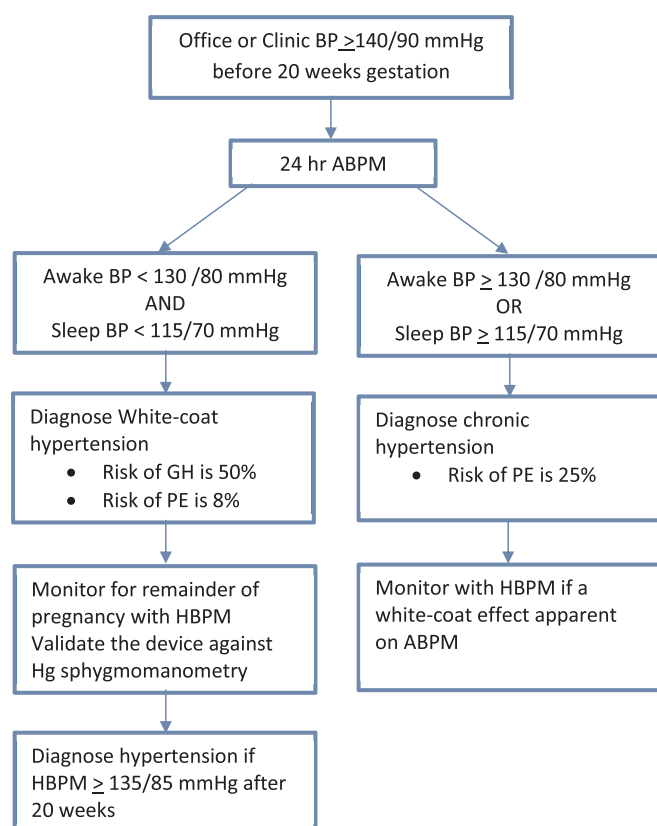 Office or Clinic BP ≥140/90 mmHg
before 20 weeks gestation
24 hr ABPM
Awake BP < 130 /80 mmHg
AND
Sleep BP < 115/70 mmHg
Awake BP ≥ 130 /80 mmHg
OR
Sleep BP ≥ 115/70 mmHg
Diagnose White-coat
hypertension
• Risk of GH is 50%
• Risk of PE is 8%
Diagnose chronic
hypertension
• Risk of PE is 25%
Monitor for remainder of
pregnancy with HBPM
Validate the device against
Hg sphygmomanometry
Monitor with HBPM if a
white-coat effect apparent
on ABPM
Diagnose hypertension if
HBPM ≥ 135/85 mmHg after
20 weeks